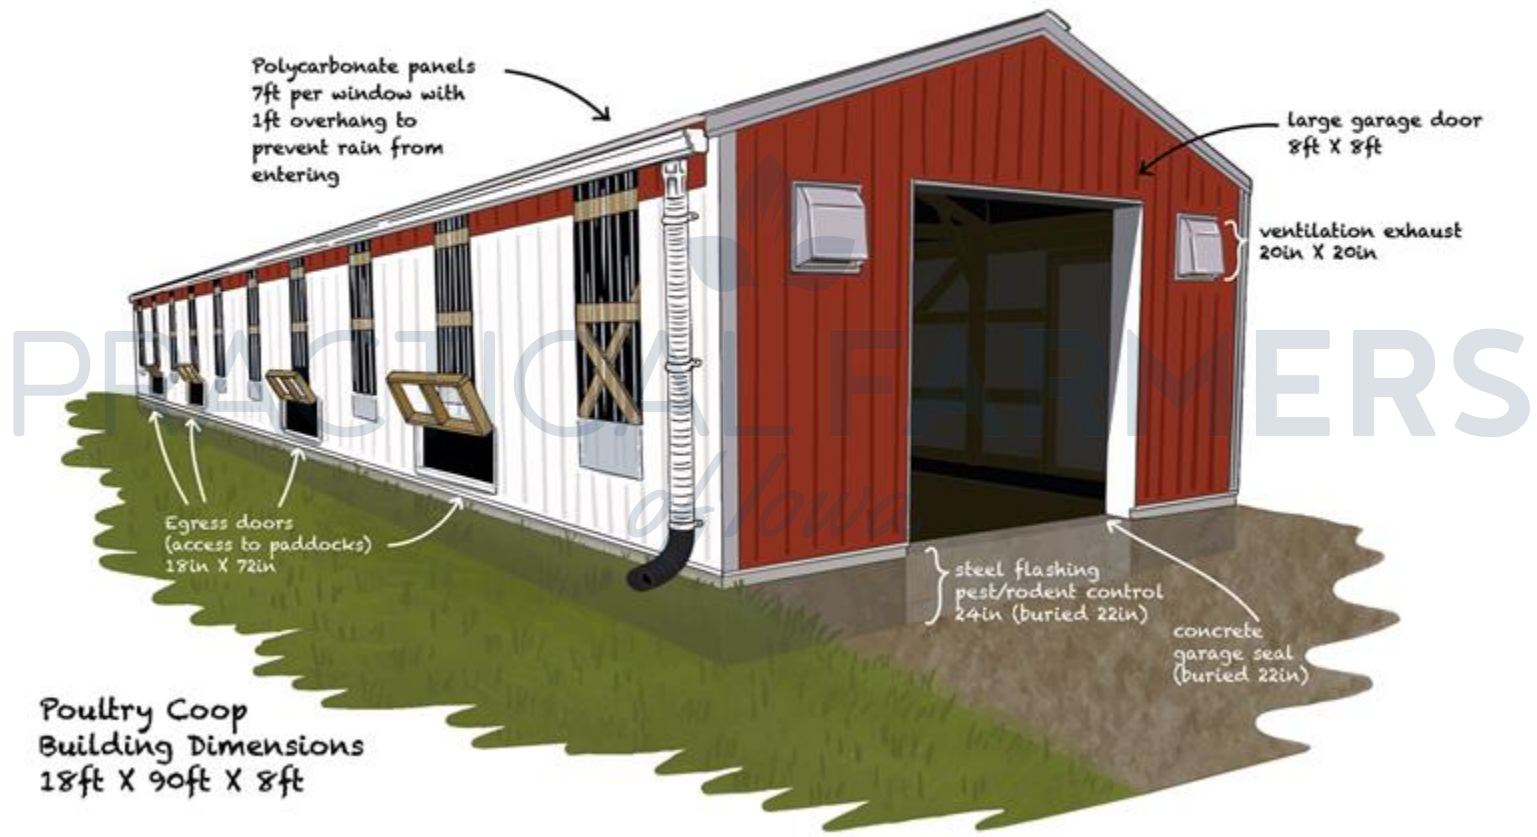 Polycarbonate panels
7ft per window with
1ft overhang to
prevent rain from
entering
large garage door
8ft X 8ft
ventilation exhaust
20in X 20in
PRACTICAL FARMERS
of Iowa
Egress doors
(access to paddocks)
18in X 72in
steel flashing
pest/rodent control
24in (buried 22in)
concrete
garage seal
(buried 22in)
Poultry Coop
Building Dimensions
18ft X 90ft X 8ft